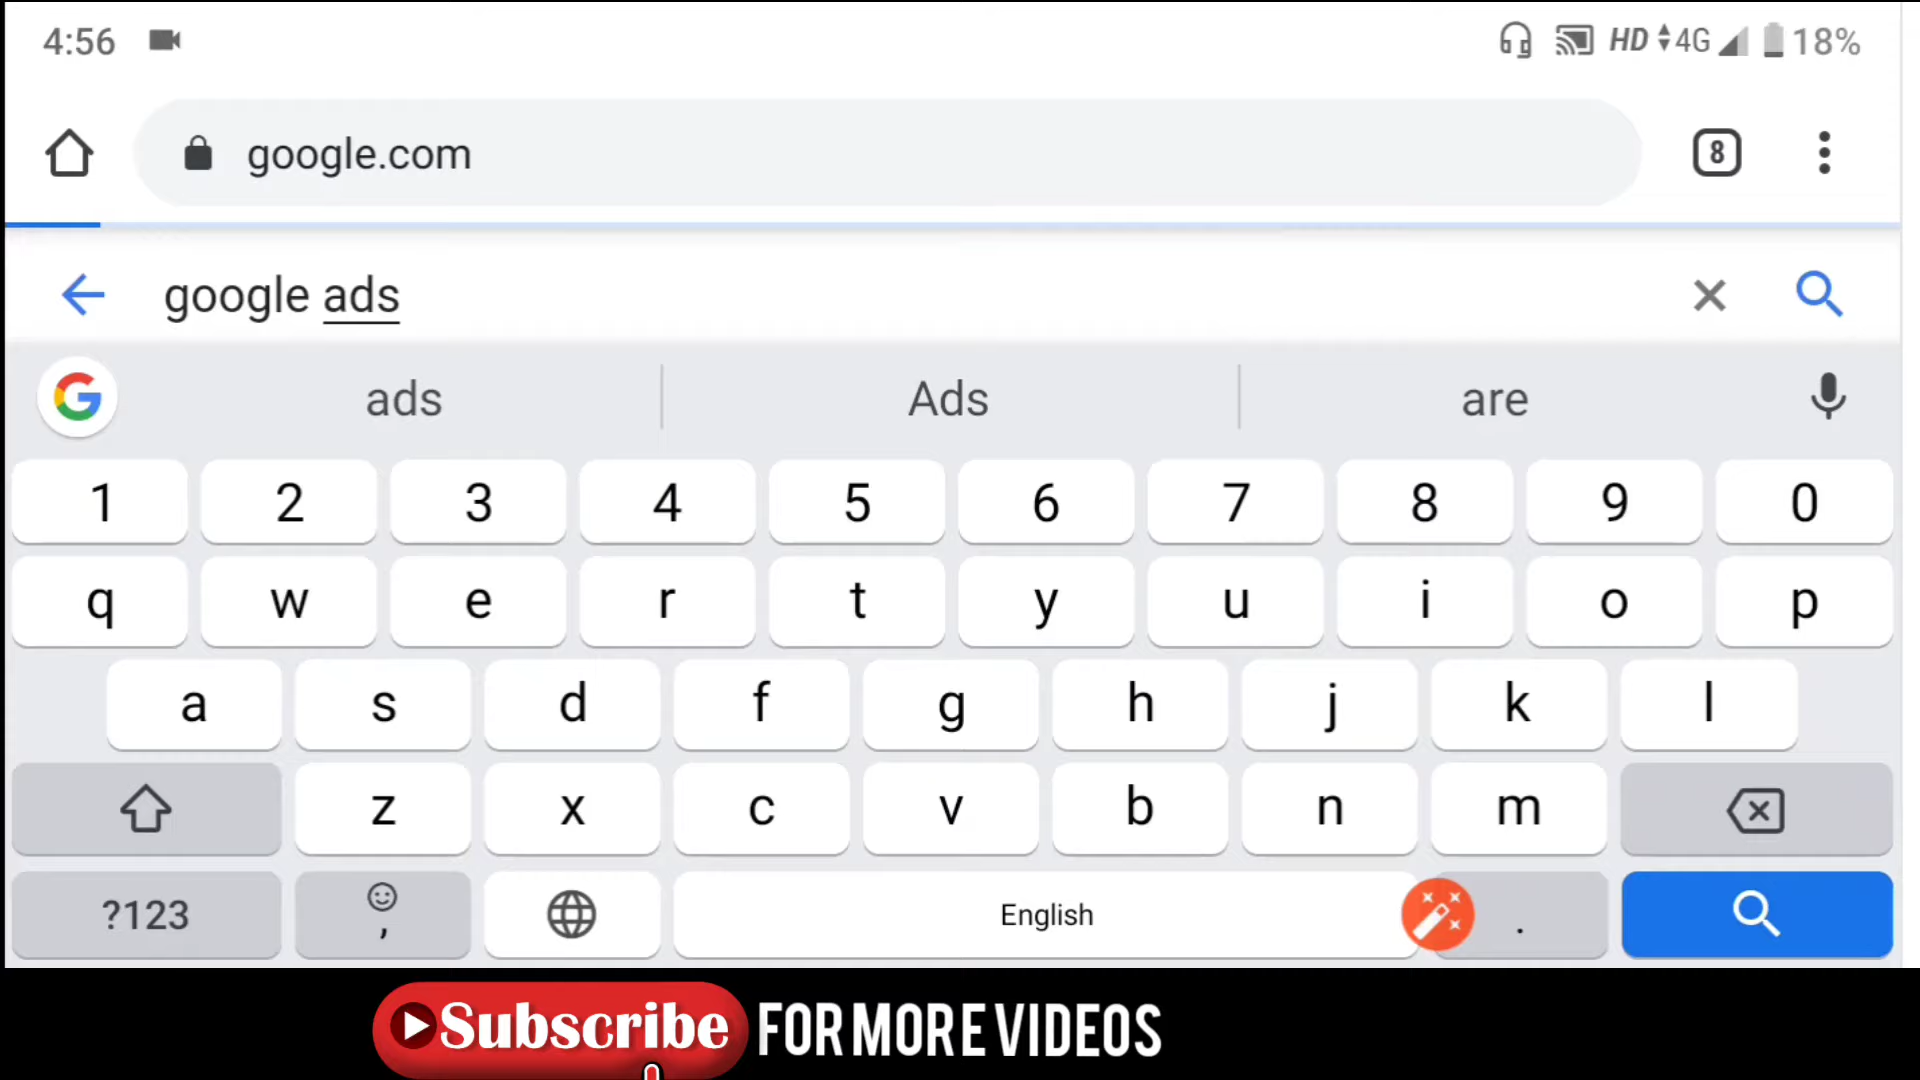 4:56 HD 4G 18%
google.com 8
google ads
ads Ads are
1 2 3 4 5 6 7 8 9 0
q w e r t y u i o p
a s d f g h j k l
z x c v b n m
?123 , English .
Subscribe FOR MORE VIDEOS